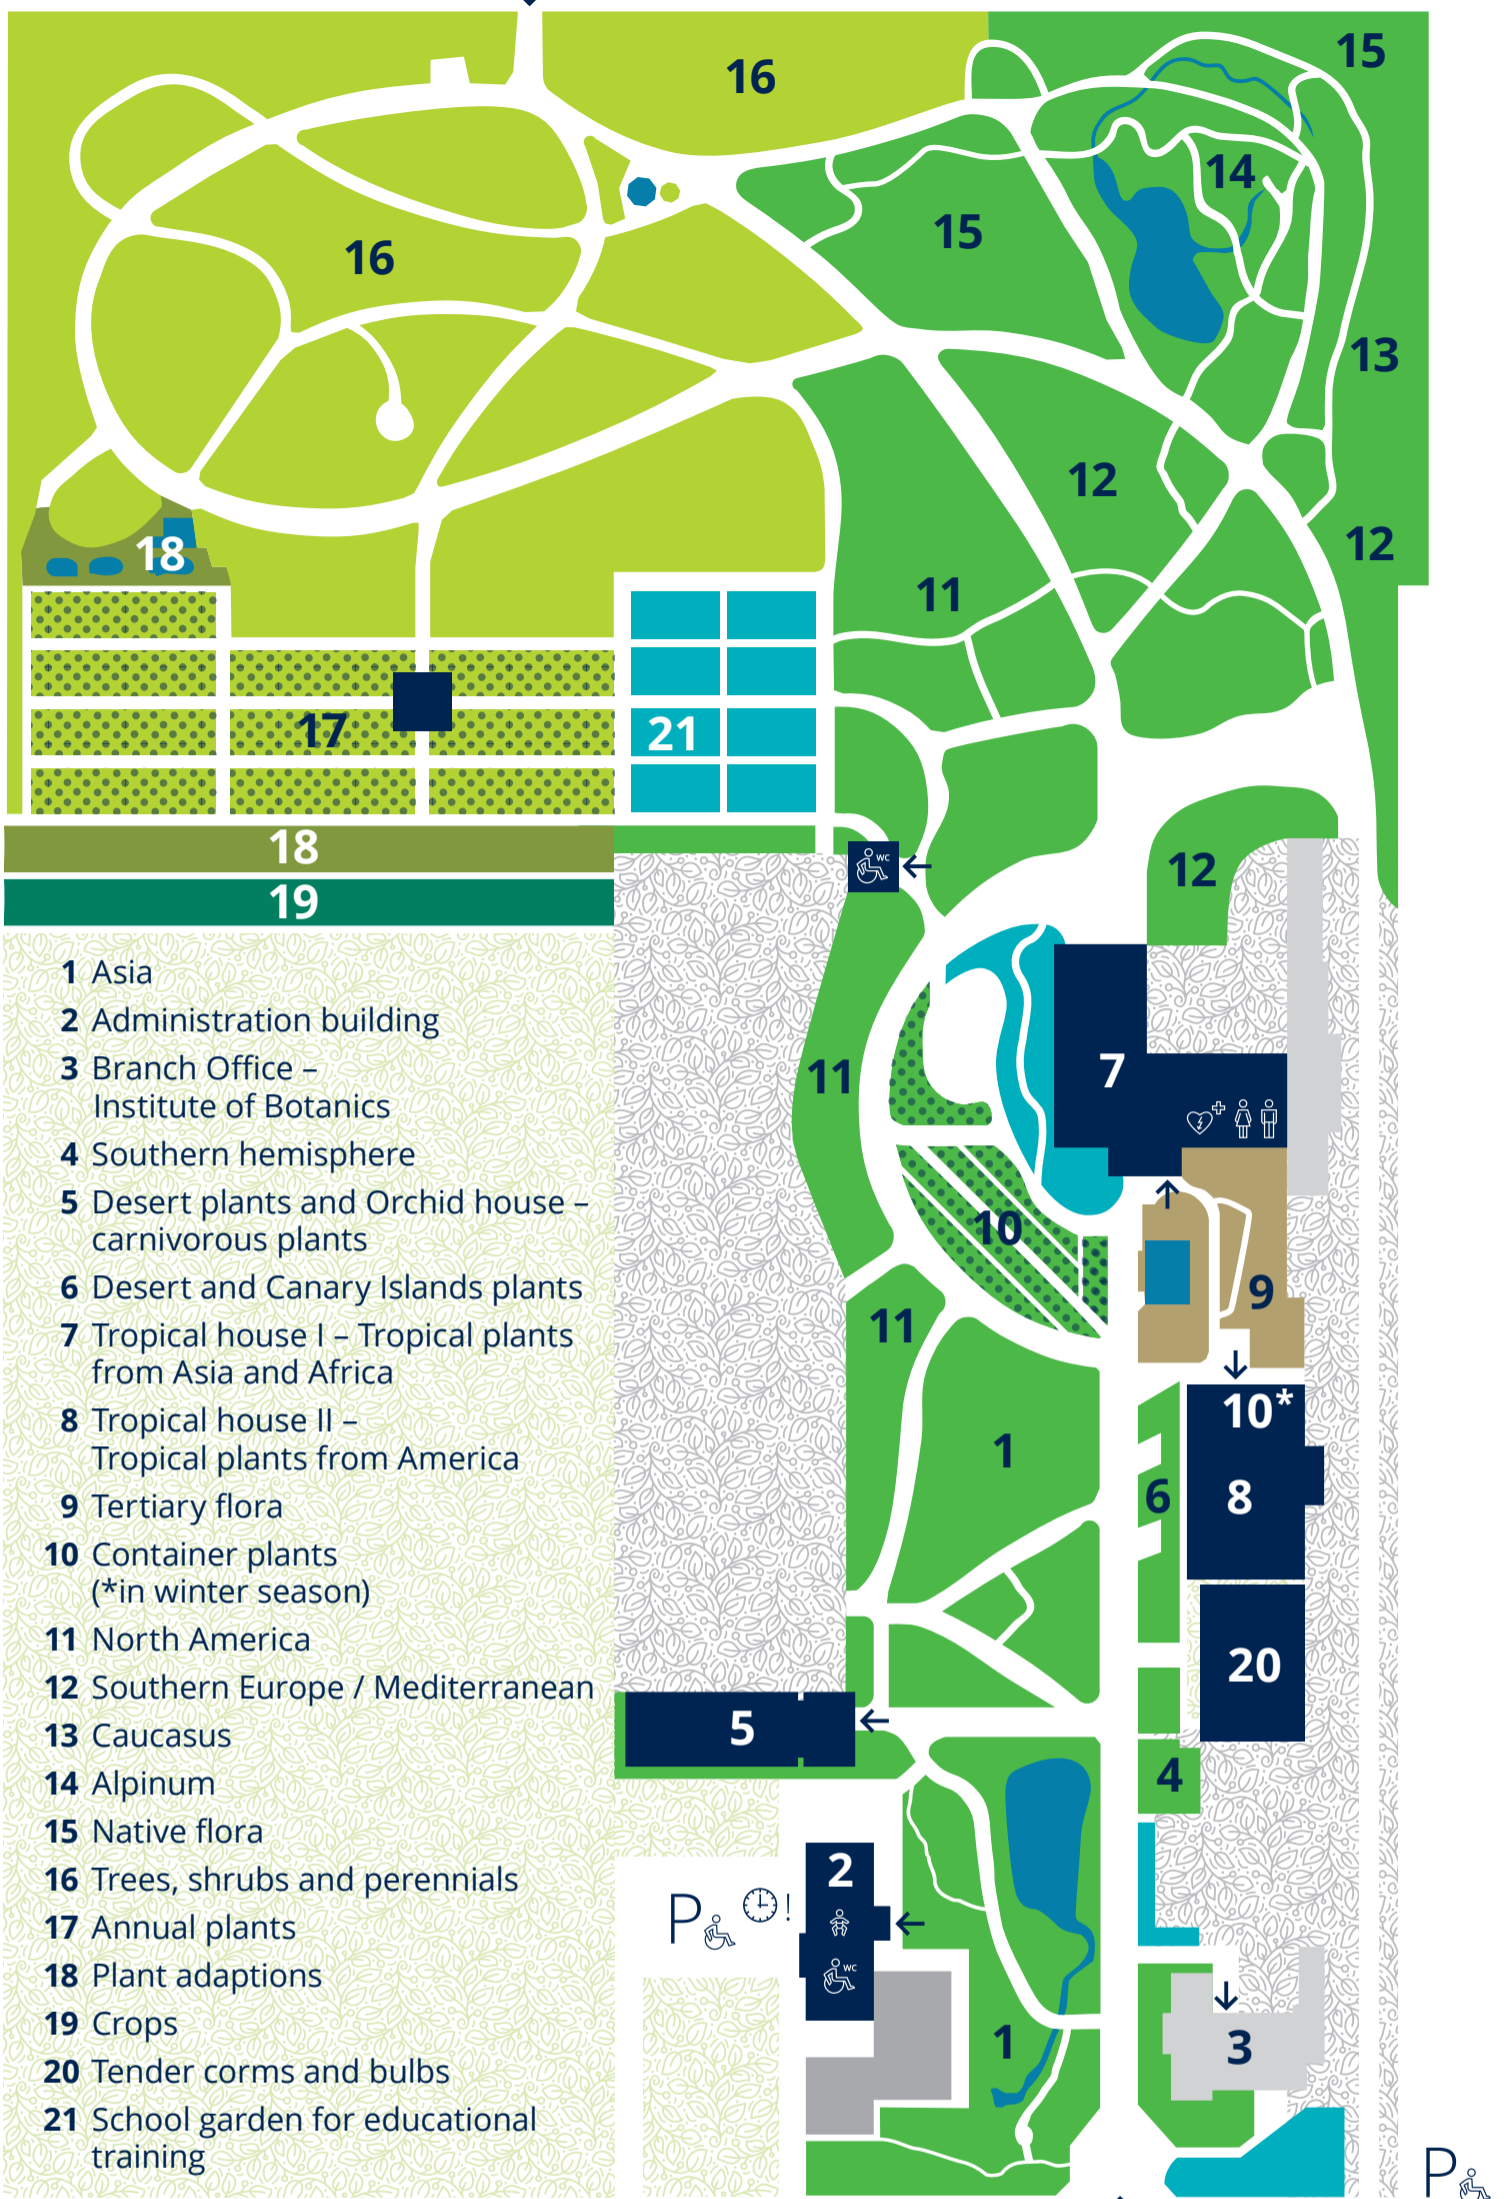 16
15
14
15
16
13
12
12
18
11
17
21
18
19
WC
12
7
11
10
9
11
10*
1
6
8
20
5
4
2
P
!
WC
1
3
P
1 Asia
2 Administration building
3 Branch Office –
Institute of Botanics
4 Southern hemisphere
5 Desert plants and Orchid house –
carnivorous plants
6 Desert and Canary Islands plants
7 Tropical house I – Tropical plants
from Asia and Africa
8 Tropical house II –
Tropical plants from America
9 Tertiary flora
10 Container plants
(*in winter season)
11 North America
12 Southern Europe / Mediterranean
13 Caucasus
14 Alpinum
15 Native flora
16 Trees, shrubs and perennials
17 Annual plants
18 Plant adaptions
19 Crops
20 Tender corms and bulbs
21 School garden for educational
training